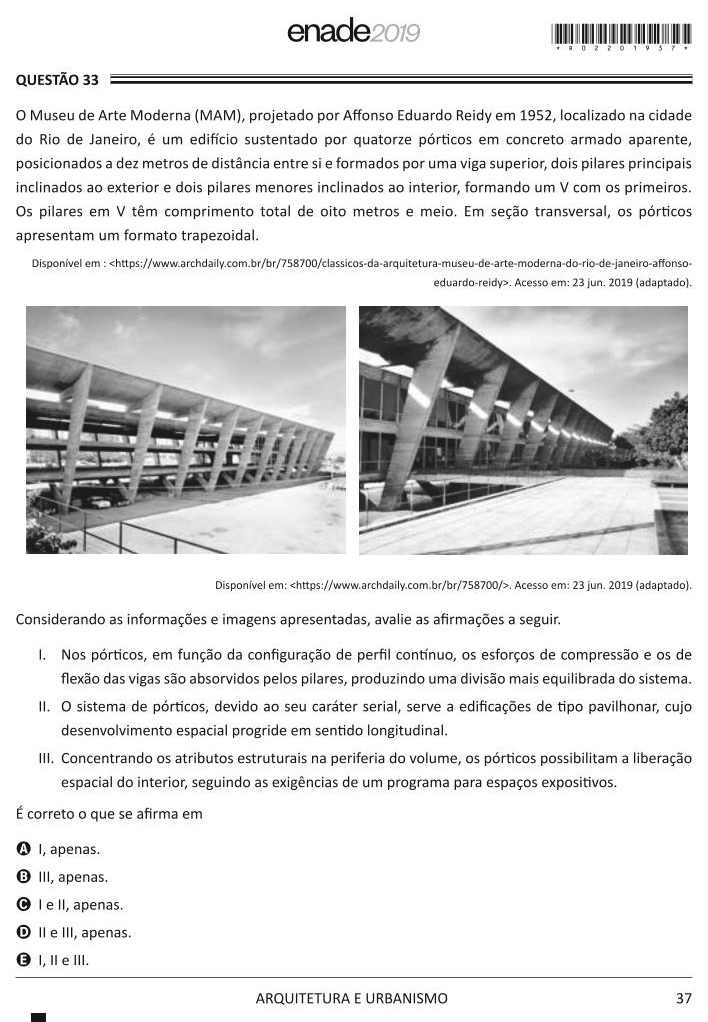 enade2019
* R 0 2 2 0 1 9 3 7 *
QUESTÃO 33
O Museu de Arte Moderna (MAM), projetado por Affonso Eduardo Reidy em 1952, localizado na cidade
do Rio de Janeiro, é um edifício sustentado por quatorze pórticos em concreto armado aparente,
posicionados a dez metros de distância entre si e formados por uma viga superior, dois pilares principais
inclinados ao exterior e dois pilares menores inclinados ao interior, formando um V com os primeiros.
Os pilares em V têm comprimento total de oito metros e meio. Em seção transversal, os pórticos
apresentam um formato trapezoidal.
Disponível em : <https://www.archdaily.com.br/br/758700/classicos-da-arquitetura-museu-de-arte-moderna-do-rio-de-janeiro-affonso-
eduardo-reidy>. Acesso em: 23 jun. 2019 (adaptado).
Disponível em: <https://www.archdaily.com.br/br/758700/>. Acesso em: 23 jun. 2019 (adaptado).
Considerando as informações e imagens apresentadas, avalie as afirmações a seguir.
I. Nos pórticos, em função da configuração de perfil contínuo, os esforços de compressão e os de
flexão das vigas são absorvidos pelos pilares, produzindo uma divisão mais equilibrada do sistema.
II. O sistema de pórticos, devido ao seu caráter serial, serve a edificações de tipo pavilhonar, cujo
desenvolvimento espacial progride em sentido longitudinal.
III. Concentrando os atributos estruturais na periferia do volume, os pórticos possibilitam a liberação
espacial do interior, seguindo as exigências de um programa para espaços expositivos.
É correto o que se afirma em
A I, apenas.
B III, apenas.
C I e II, apenas.
D II e III, apenas.
E I, II e III.
ARQUITETURA E URBANISMO
37